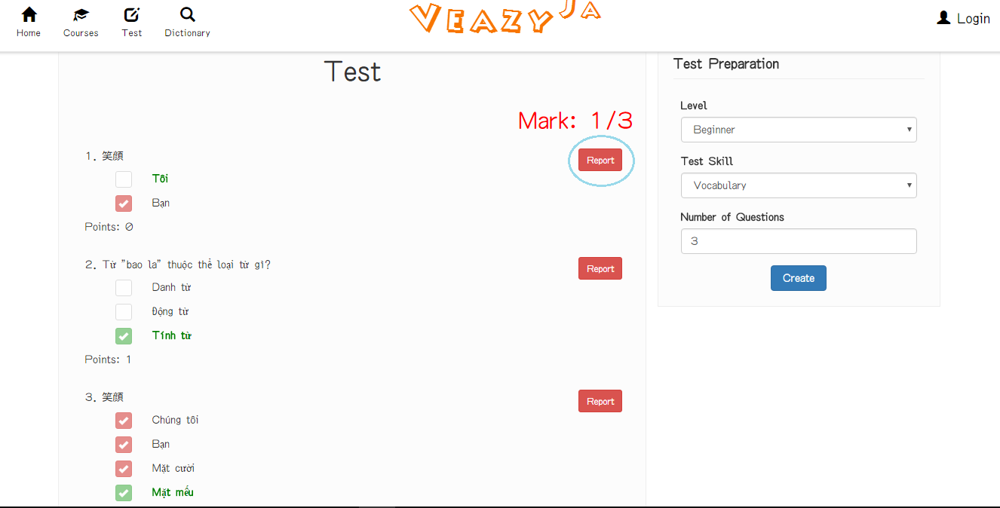 Home Courses Test Dictionary
VEAZYJA
Login
Test
Mark: 1/3
1. 笑顔
Report
Tôi
Bạn
Points: 0
2. Từ "bao la" thuộc thể loại từ gì?
Report
Danh từ
Động từ
Tính từ
Points: 1
3. 笑顔
Report
Chúng tôi
Bạn
Mặt cười
Mặt mếu
Test Preparation
Level
Beginner
Test Skill
Vocabulary
Number of Questions
3
Create